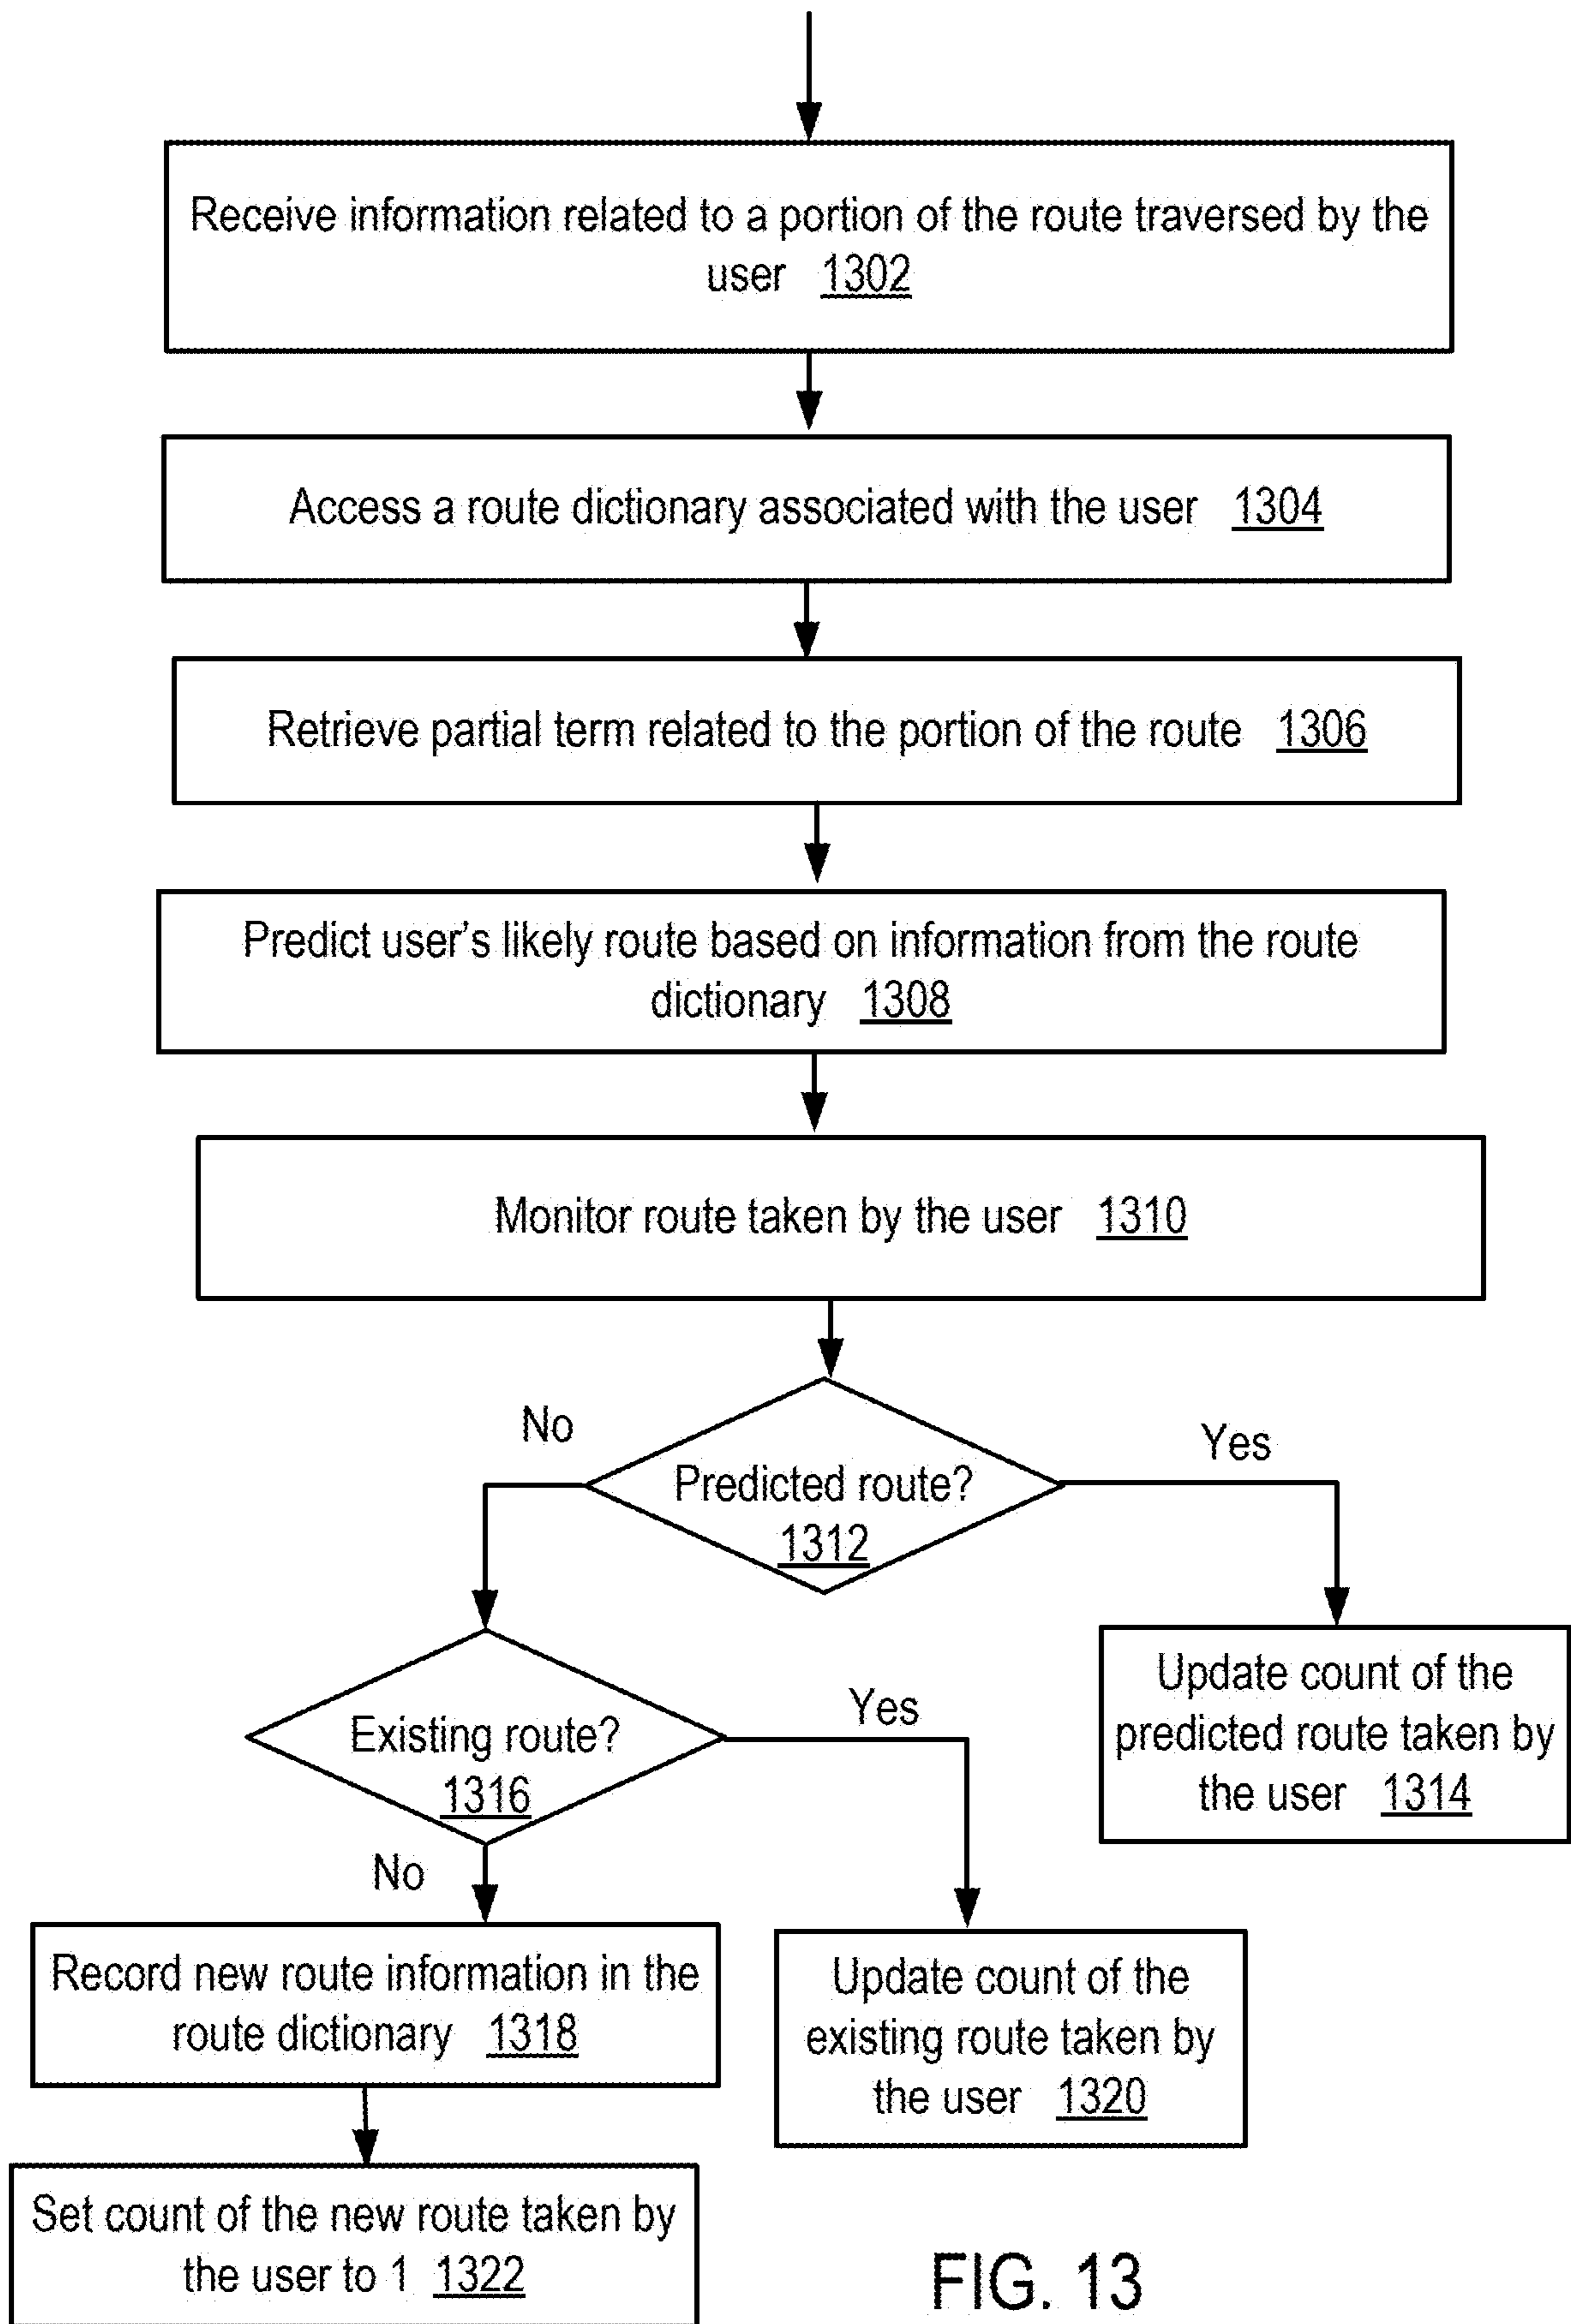 Receive information related to a portion of the route traversed by the
user 1302
Access a route dictionary associated with the user 1304
Retrieve partial term related to the portion of the route 1306
Predict user's likely route based on information from the route
dictionary 1308
Monitor route taken by the user 1310
No
Yes
Predicted route?
1312
Update count of the
predicted route taken by
the user 1314
Yes
Existing route?
1316
No
Record new route information in the
route dictionary 1318
Update count of the
existing route taken by
the user 1320
Set count of the new route taken by
the user to 1 1322
FIG. 13